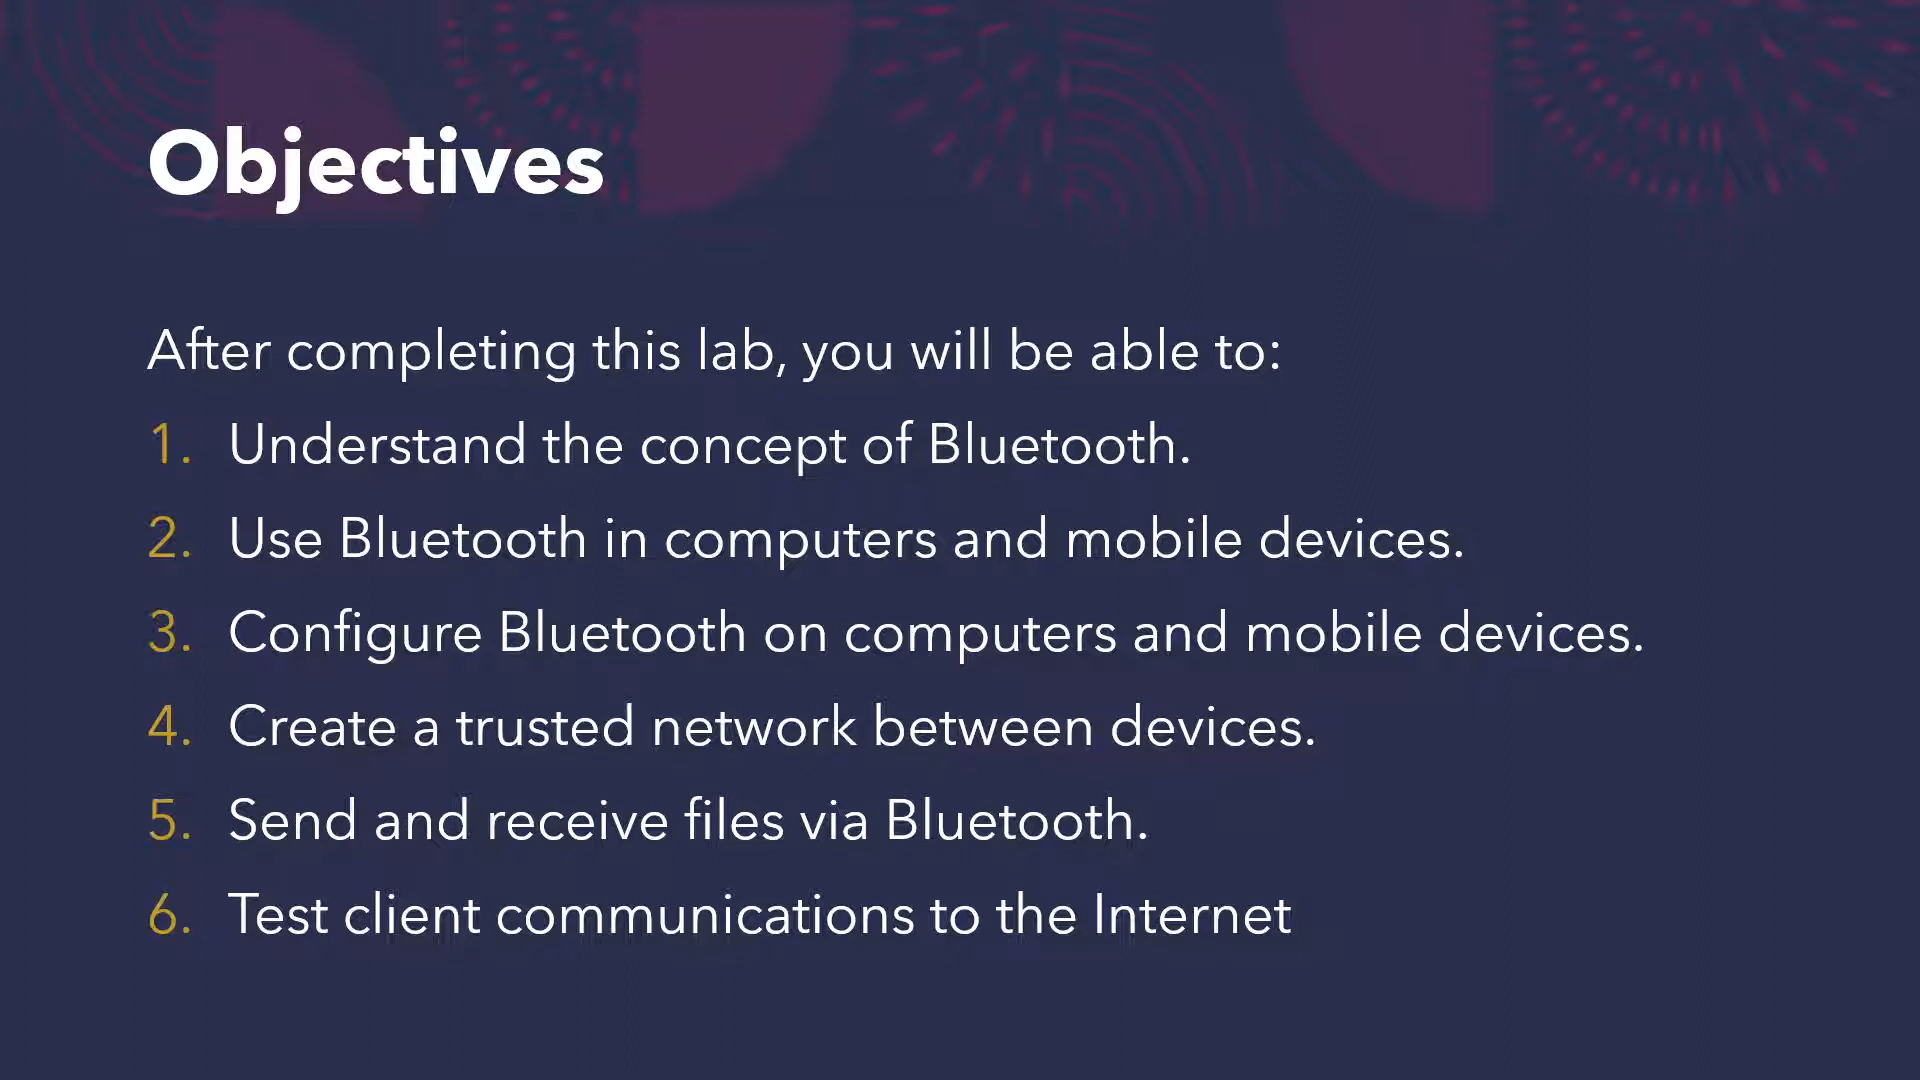 Objectives
After completing this lab, you will be able to:
1. Understand the concept of Bluetooth.
2. Use Bluetooth in computers and mobile devices.
3. Configure Bluetooth on computers and mobile devices.
4. Create a trusted network between devices.
5. Send and receive files via Bluetooth.
6. Test client communications to the Internet